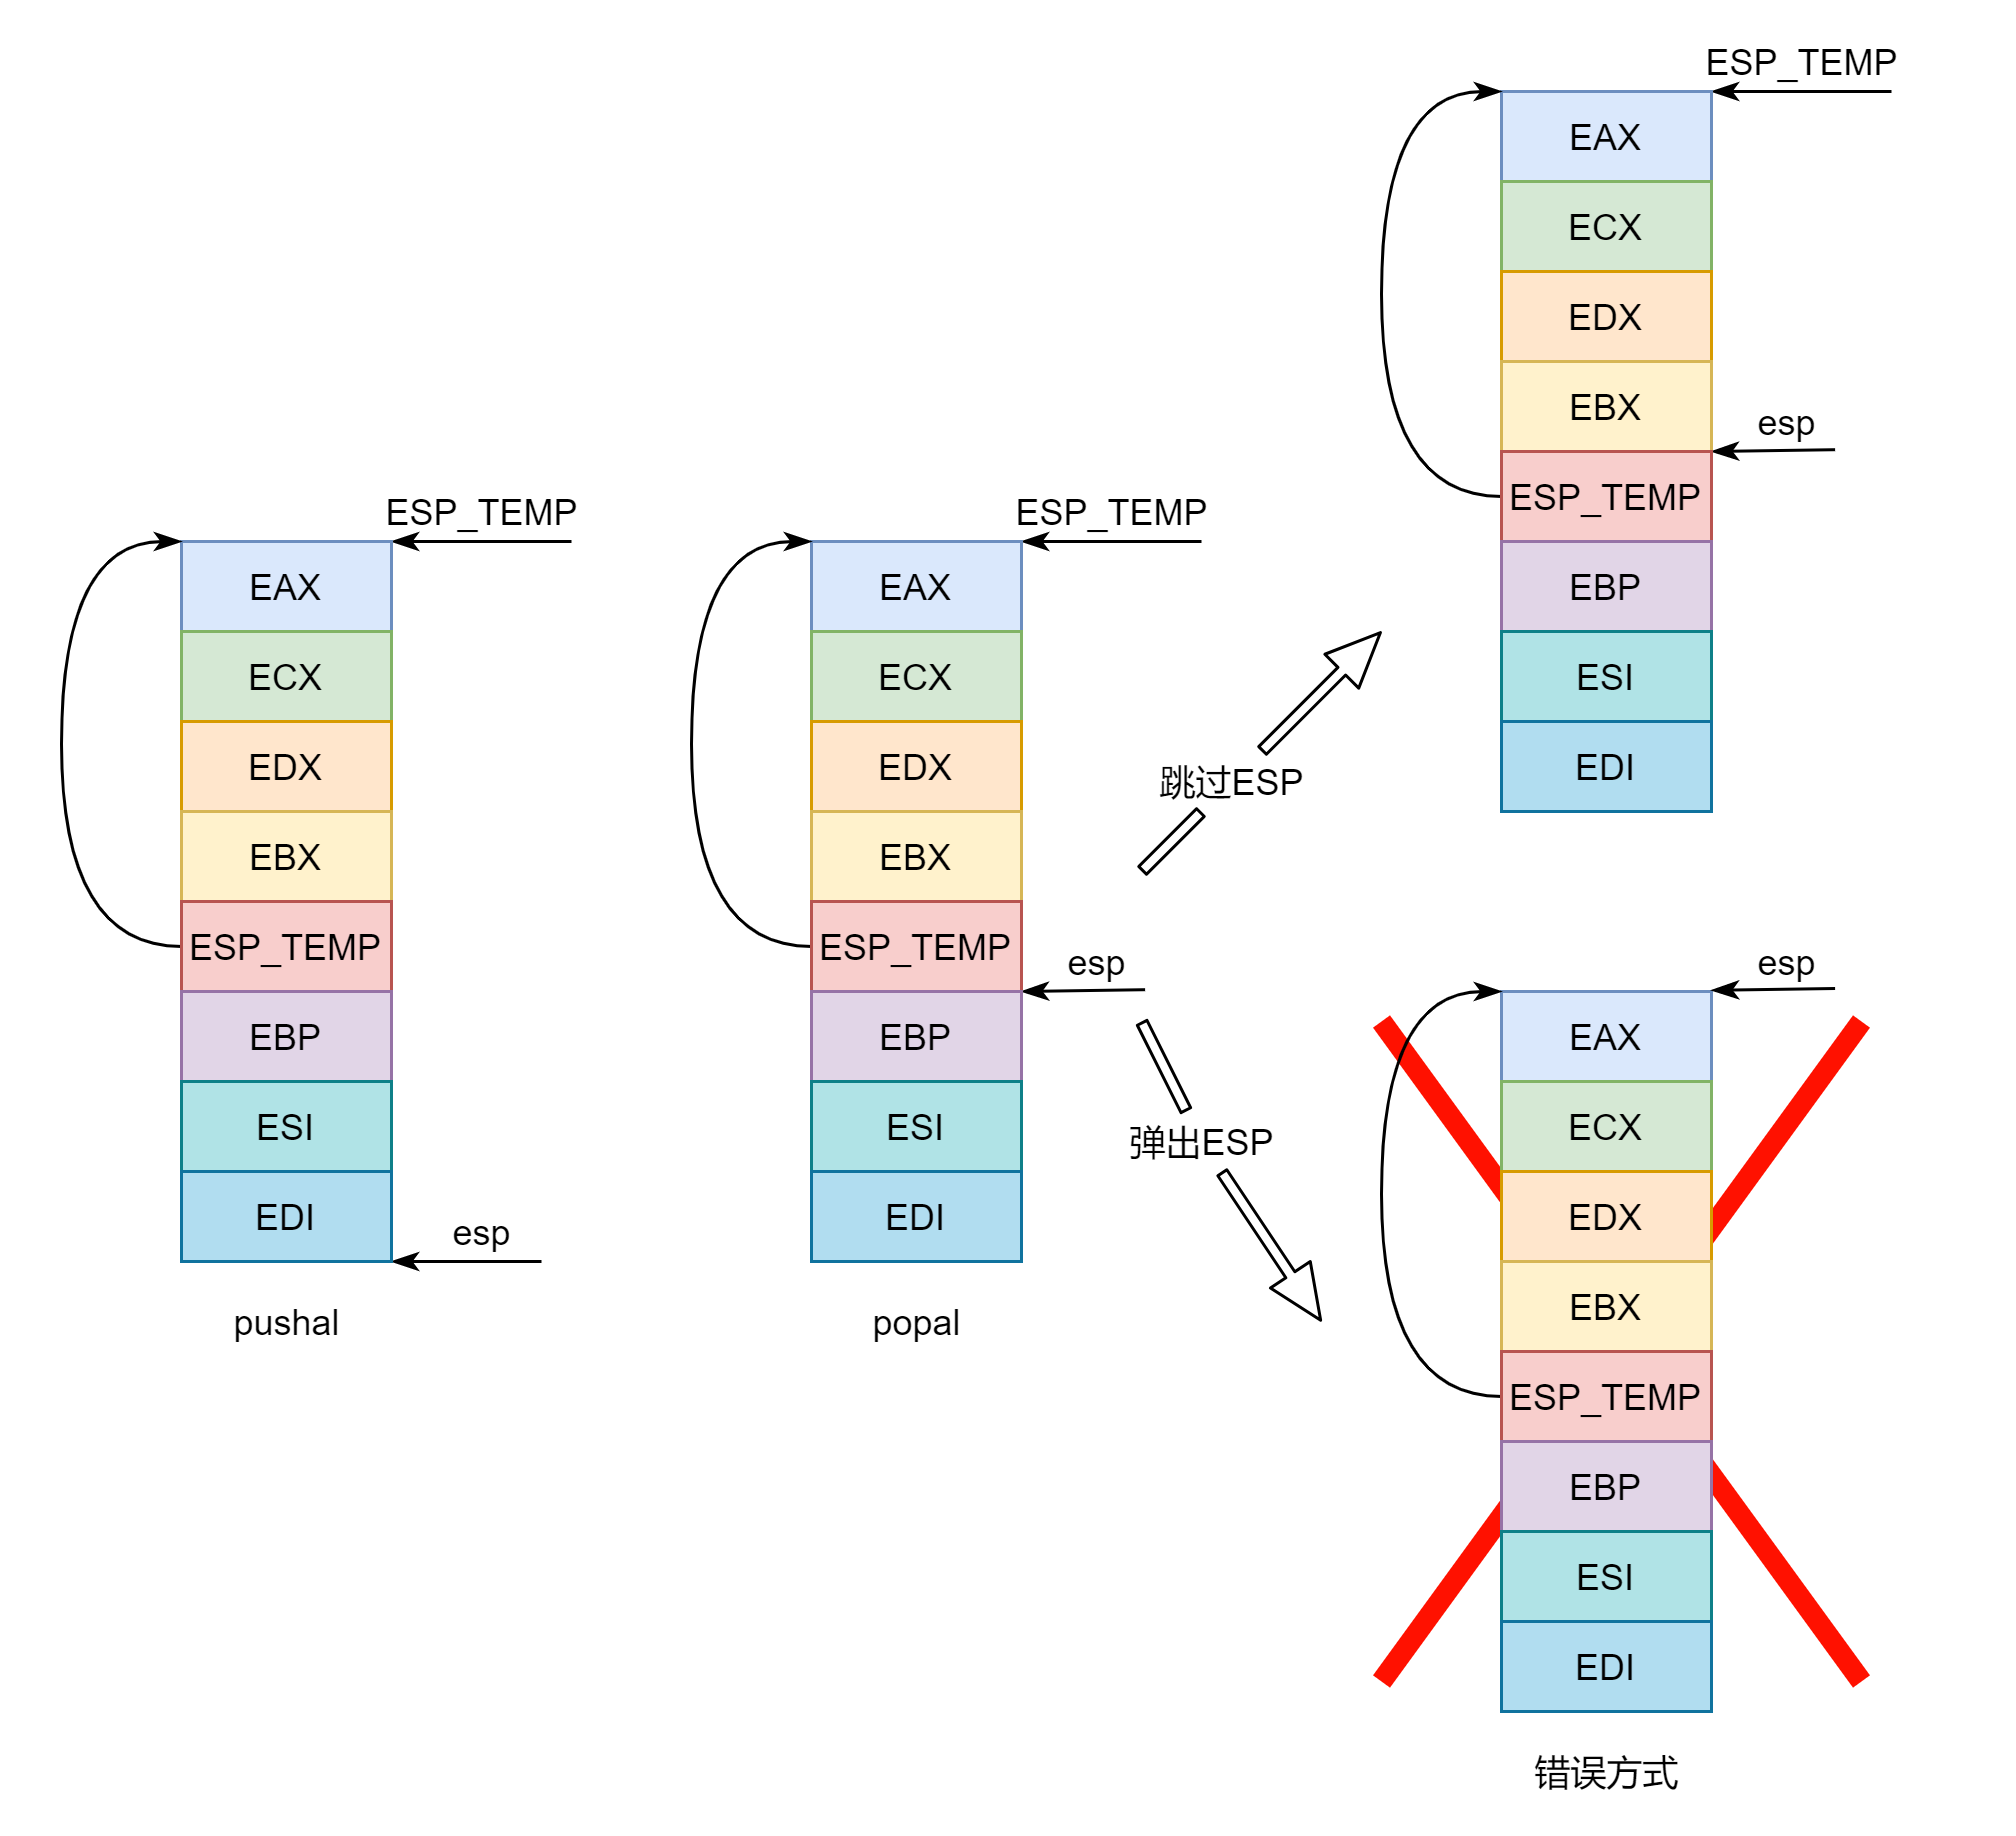 ESP_TEMP
EAX
ECX
EDX
EBX
ESP_TEMP
EBP
ESI
EDI
esp
pushal
ESP_TEMP
EAX
ECX
EDX
EBX
ESP_TEMP
EBP
ESI
EDI
esp
popal
跳过ESP
弹出ESP
ESP_TEMP
EAX
ECX
EDX
EBX
esp
ESP_TEMP
EBP
ESI
EDI
esp
EAX
ECX
EDX
EBX
ESP_TEMP
EBP
ESI
EDI
错误方式